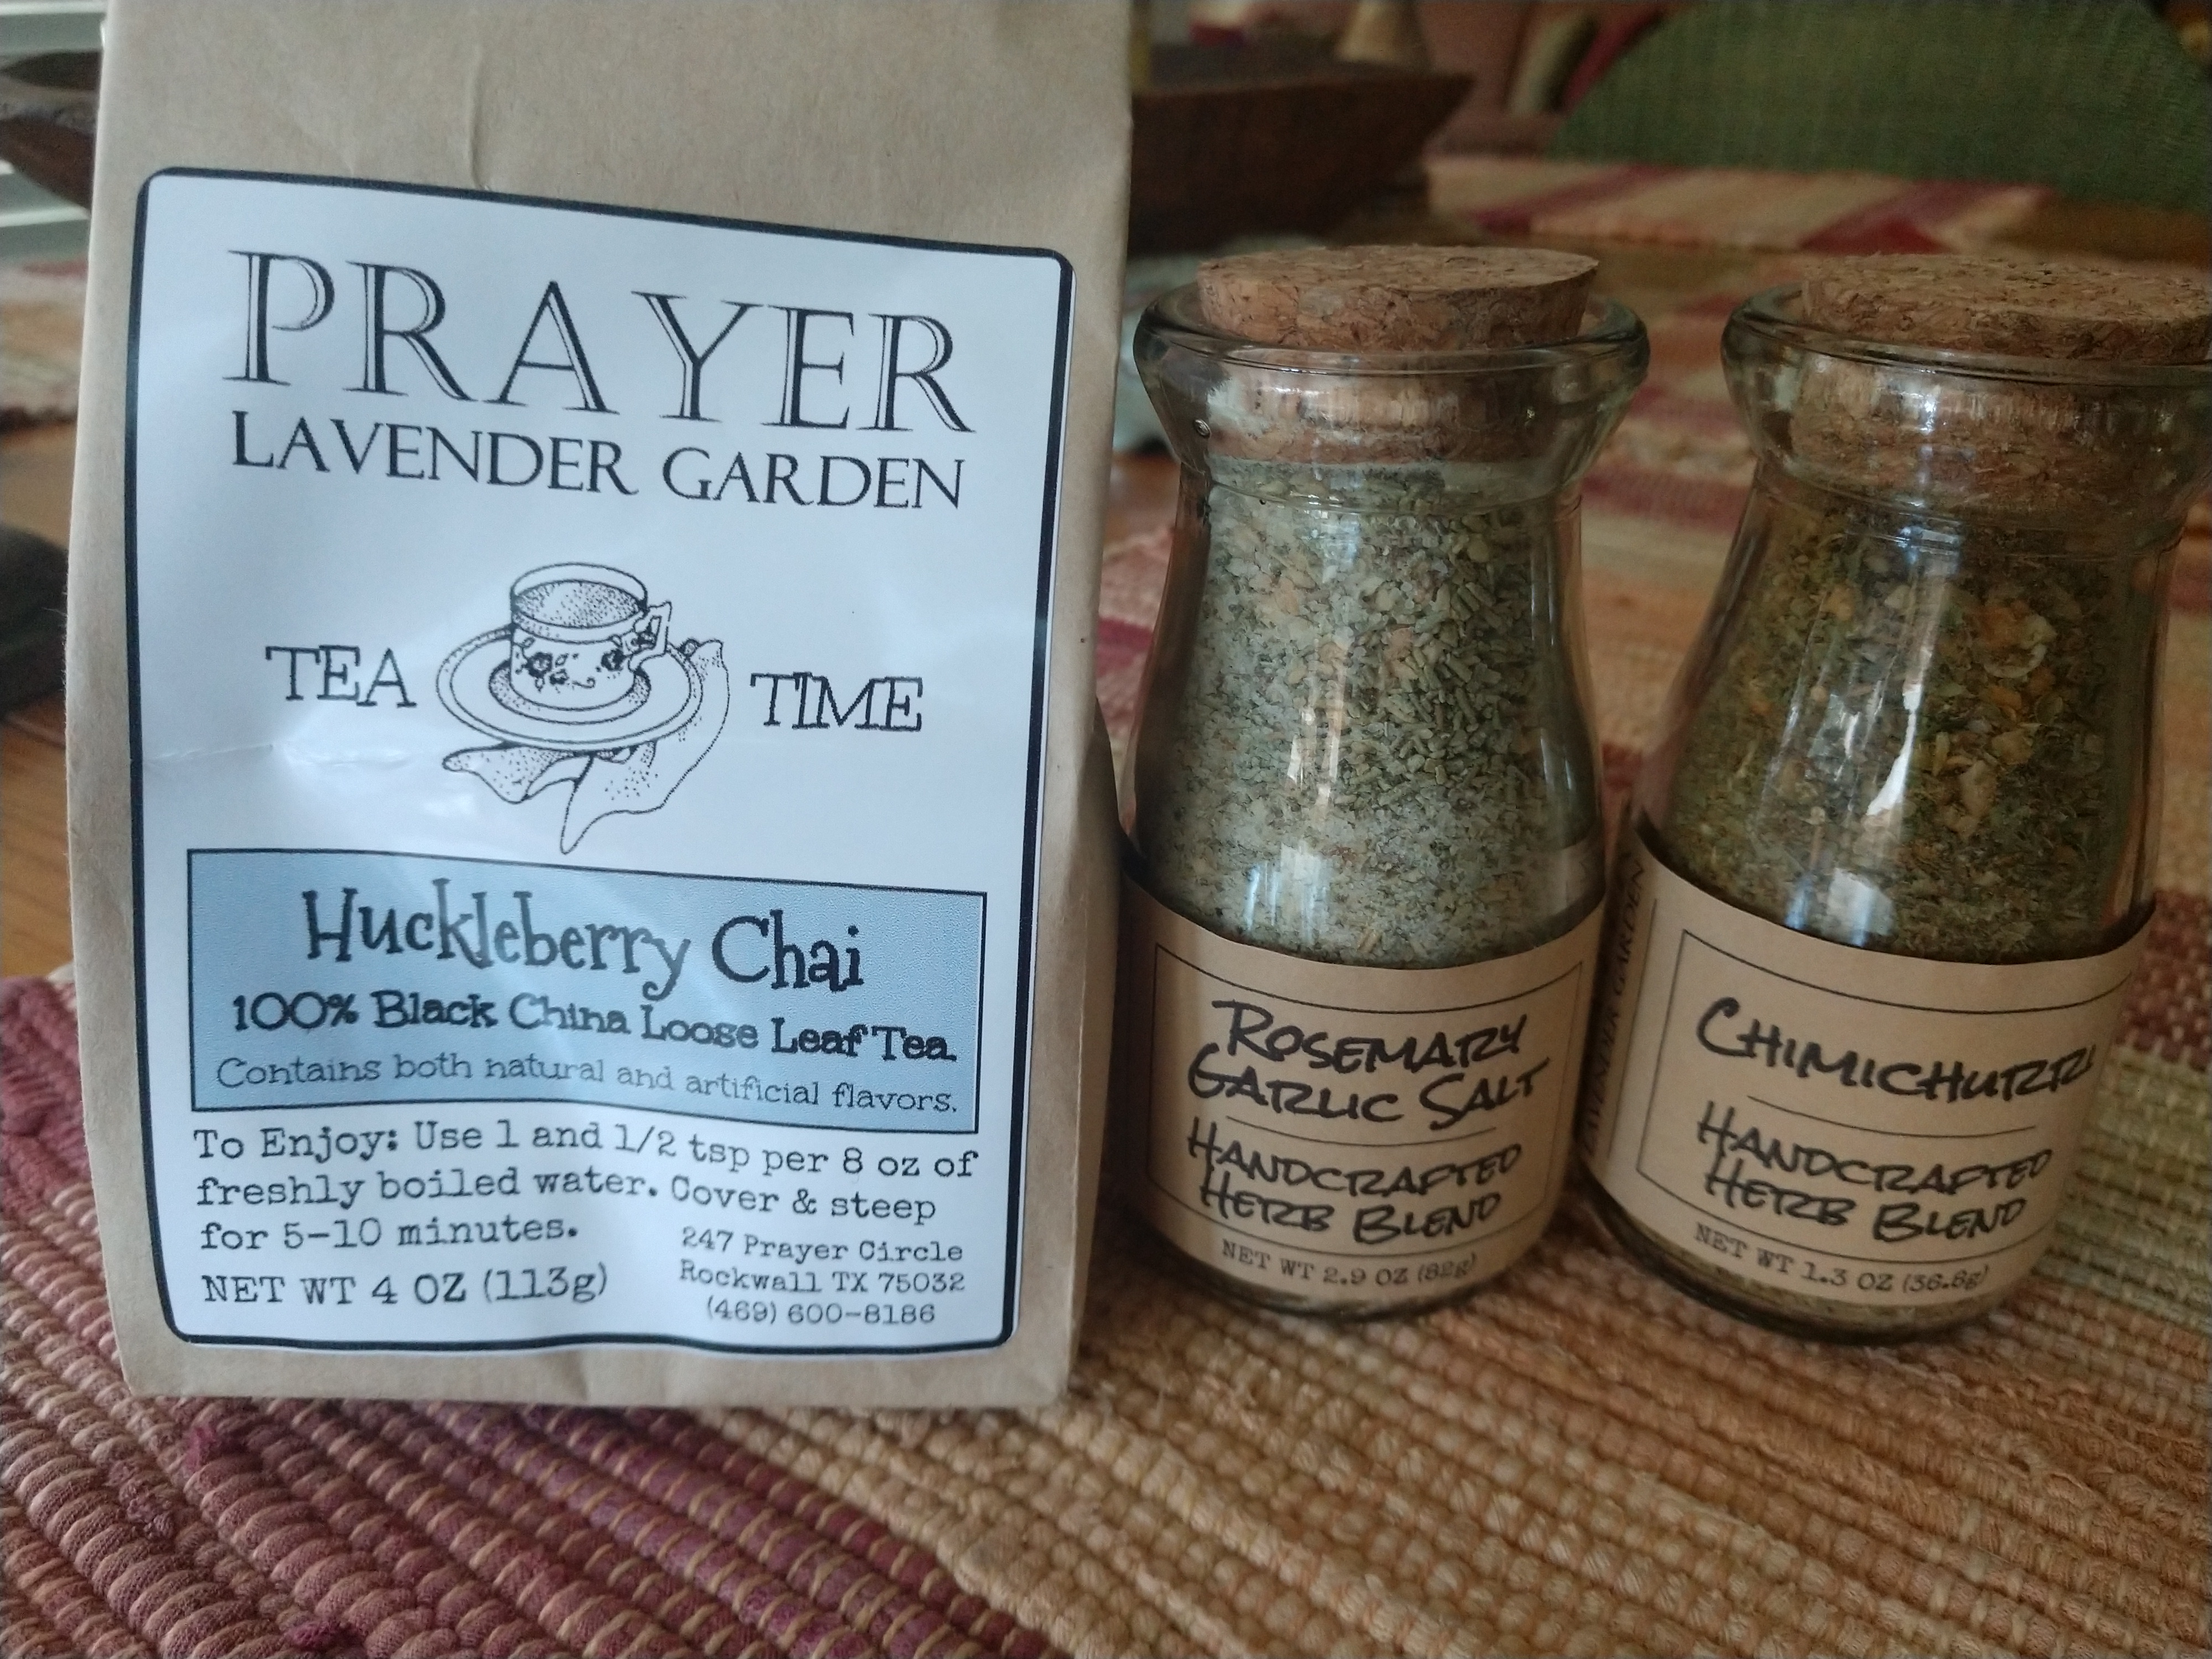 PRAYER
LAVENDER GARDEN
TEA TIME
Huckleberry Chai
100% Black China Loose Leaf Tea
Contains both natural and artificial flavors.
To Enjoy: Use 1 and 1/2 tsp per 8 oz of
freshly boiled water. Cover & steep
for 5-10 minutes.
NET WT 4 OZ (113g)
247 Prayer Circle
Rockwall TX 75032
(469) 600-8186
ROSEMARY
GARLIC SALT
HANDCRAFTED
HERB BLEND
NET WT 2.9 OZ (82g)
LAVENDER GARDEN
CHIMICHURRI
HANDCRAFTED
HERB BLEND
NET WT 1.3 OZ (36.8g)